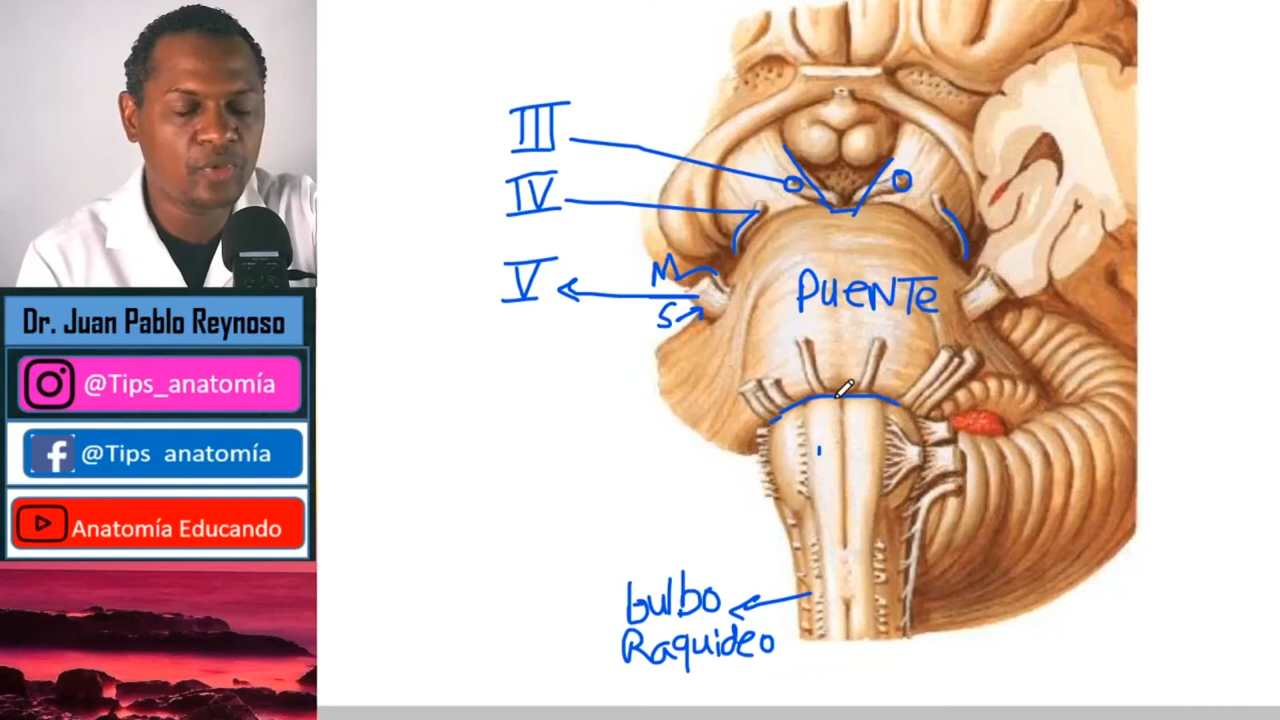 III
IV
V
M
S
PUENTE
bulbo
Raquideo
Dr. Juan Pablo Reynoso
@Tips_anatomía
@Tips anatomía
Anatomía Educando